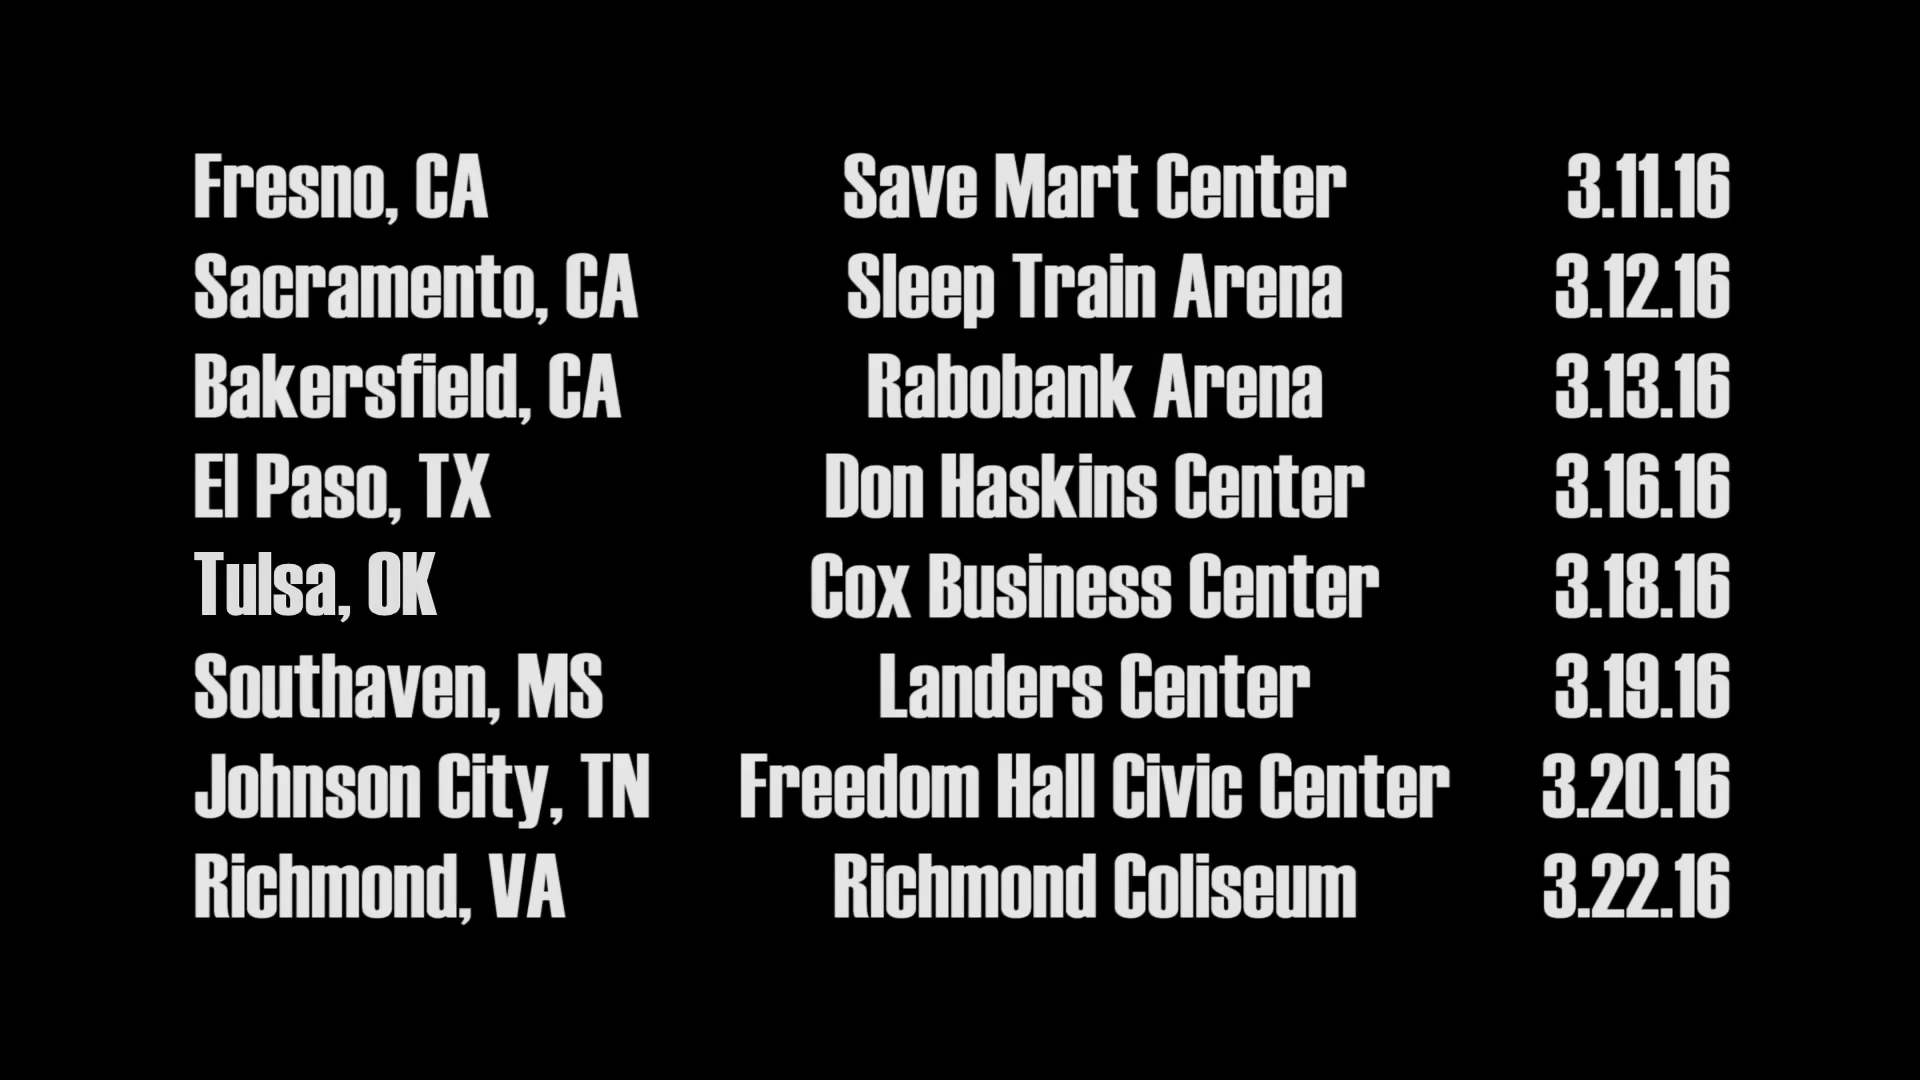 Fresno, CA Save Mart Center 3.11.16
Sacramento, CA Sleep Train Arena 3.12.16
Bakersfield, CA Rabobank Arena 3.13.16
El Paso, TX Don Haskins Center 3.16.16
Tulsa, OK Cox Business Center 3.18.16
Southaven, MS Landers Center 3.19.16
Johnson City, TN Freedom Hall Civic Center 3.20.16
Richmond, VA Richmond Coliseum 3.22.16